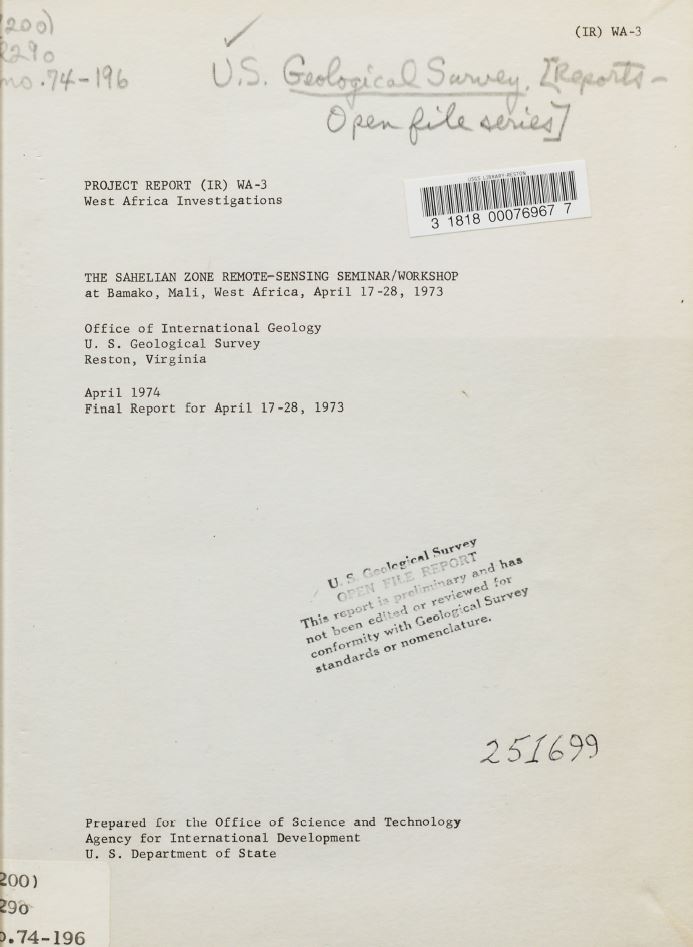 (200)
R290
no.74-196
(IR) WA-3
U.S. Geological Survey. [Reports-
Open file series]
PROJECT REPORT (IR) WA-3
West Africa Investigations
USGS LIBRARY-RESTON
3 1818 00076967 7
THE SAHELIAN ZONE REMOTE-SENSING SEMINAR/WORKSHOP
at Bamako, Mali, West Africa, April 17-28, 1973
Office of International Geology
U. S. Geological Survey
Reston, Virginia
April 1974
Final Report for April 17-28, 1973
U. S. Geological Survey
OPEN FILE REPORT
This report is preliminary and has
not been edited or reviewed for
conformity with Geological Survey
standards or nomenclature.
251699
Prepared for the Office of Science and Technology
Agency for International Development
U. S. Department of State
200)
290
o.74-196